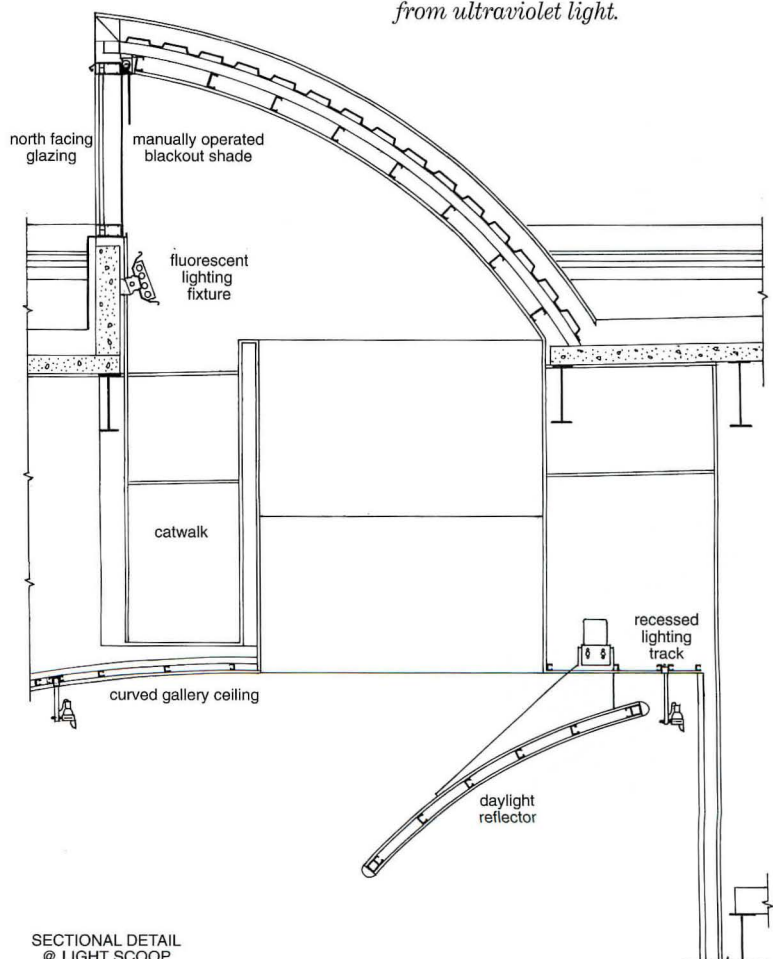 from ultraviolet light.
north facing
glazing
manually operated
blackout shade
fluorescent
lighting
fixture
catwalk
recessed
lighting
track
curved gallery ceiling
daylight
reflector
SECTIONAL DETAIL
@ LIGHT SCOOP